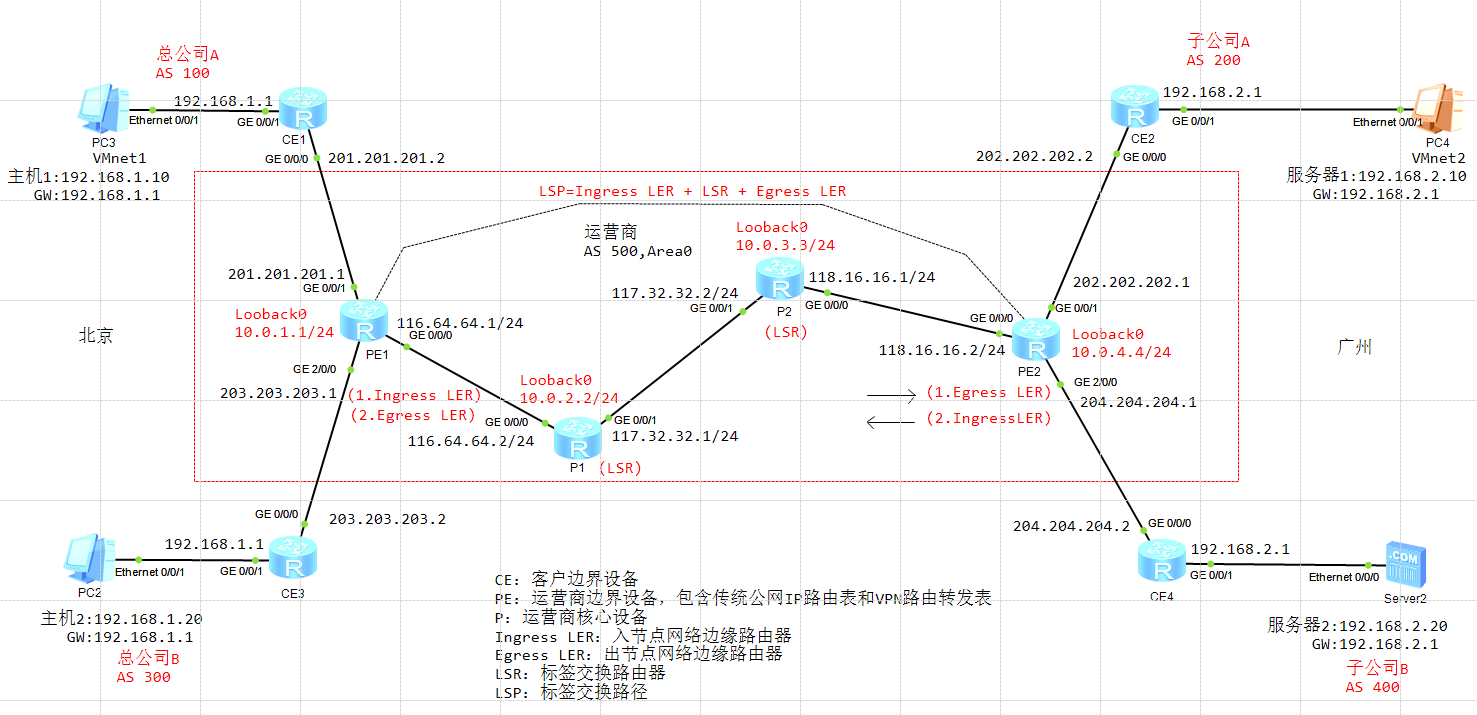 总公司A
AS 100
192.168.1.1
Ethernet 0/0/1
GE 0/0/1
CE1
PC3
VMnet1
GE 0/0/0
201.201.201.2
主机1:192.168.1.10
GW:192.168.1.1
子公司A
AS 200
192.168.2.1
GE 0/0/1
Ethernet 0/0/1
CE2
PC4
VMnet2
202.202.202.2
GE 0/0/0
服务器1:192.168.2.10
GW:192.168.2.1
LSP=Ingress LER + LSR + Egress LER
运营商
AS 500,Area0
Looback0
10.0.3.3/24
201.201.201.1
GE 0/0/1
117.32.32.2/24
GE 0/0/1
118.16.16.1/24
GE 0/0/0
P2
(LSR)
202.202.202.1
GE 0/0/1
北京
Looback0
10.0.1.1/24
116.64.64.1/24
GE 0/0/0
PE1
GE 0/0/0
118.16.16.2/24
Looback0
10.0.4.4/24
PE2
广州
GE 2/0/0
203.203.203.1
(1.Ingress LER)
(2.Egress LER)
Looback0
10.0.2.2/24
GE 0/0/0
116.64.64.2/24
GE 0/0/1
117.32.32.1/24
P1
(LSR)
(1.Egress LER)
(2.IngressLER)
GE 2/0/0
204.204.204.1
GE 0/0/0
203.203.203.2
192.168.1.1
Ethernet 0/0/1
GE 0/0/1
PC2
CE3
主机2:192.168.1.20
GW:192.168.1.1
总公司B
AS 300
204.204.204.2
GE 0/0/0
192.168.2.1
GE 0/0/1
Ethernet 0/0/0
.COM
CE4
Server2
服务器2:192.168.2.20
GW:192.168.2.1
子公司B
AS 400
CE: 客户边界设备
PE: 运营商边界设备，包含传统公网IP路由表和VPN路由转发表
P: 运营商核心设备
Ingress LER: 入节点网络边缘路由器
Egress LER: 出节点网络边缘路由器
LSR: 标签交换路由器
LSP: 标签交换路径